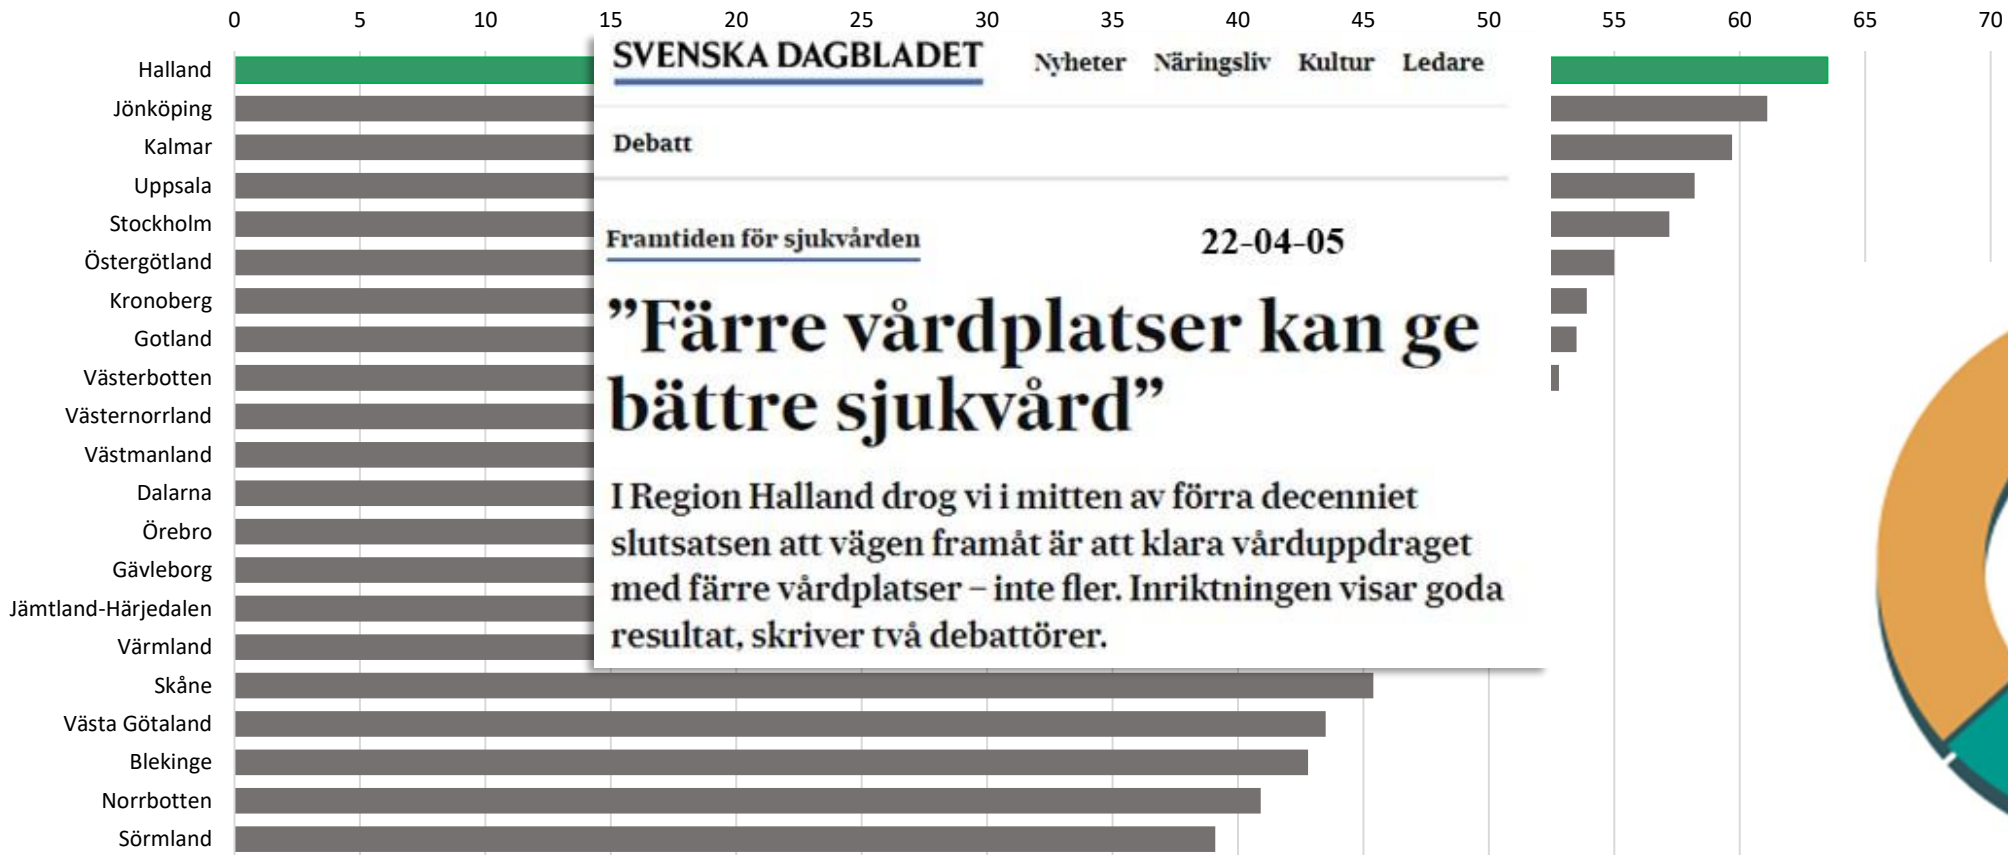 0 5 10 15 20 25 30 35 40 45 50 55 60 65 70
Halland
Jönköping
Kalmar
Uppsala
Stockholm
Östergötland
Kronoberg
Gotland
Västerbotten
Västernorrland
Västmanland
Dalarna
Örebro
Gävleborg
Jämtland-Härjedalen
Värmland
Skåne
Västa Götaland
Blekinge
Norrbotten
Sörmland
SVENSKA DAGBLADET Nyheter Näringsliv Kultur Ledare
Debatt
Framtiden för sjukvården 22-04-05
”Färre vårdplatser kan ge
bättre sjukvård”
I Region Halland drog vi i mitten av förra decenniet
slutsatsen att vägen framåt är att klara vårduppdraget
med färre vårdplatser – inte fler. Inriktningen visar goda
resultat, skriver två debattörer.